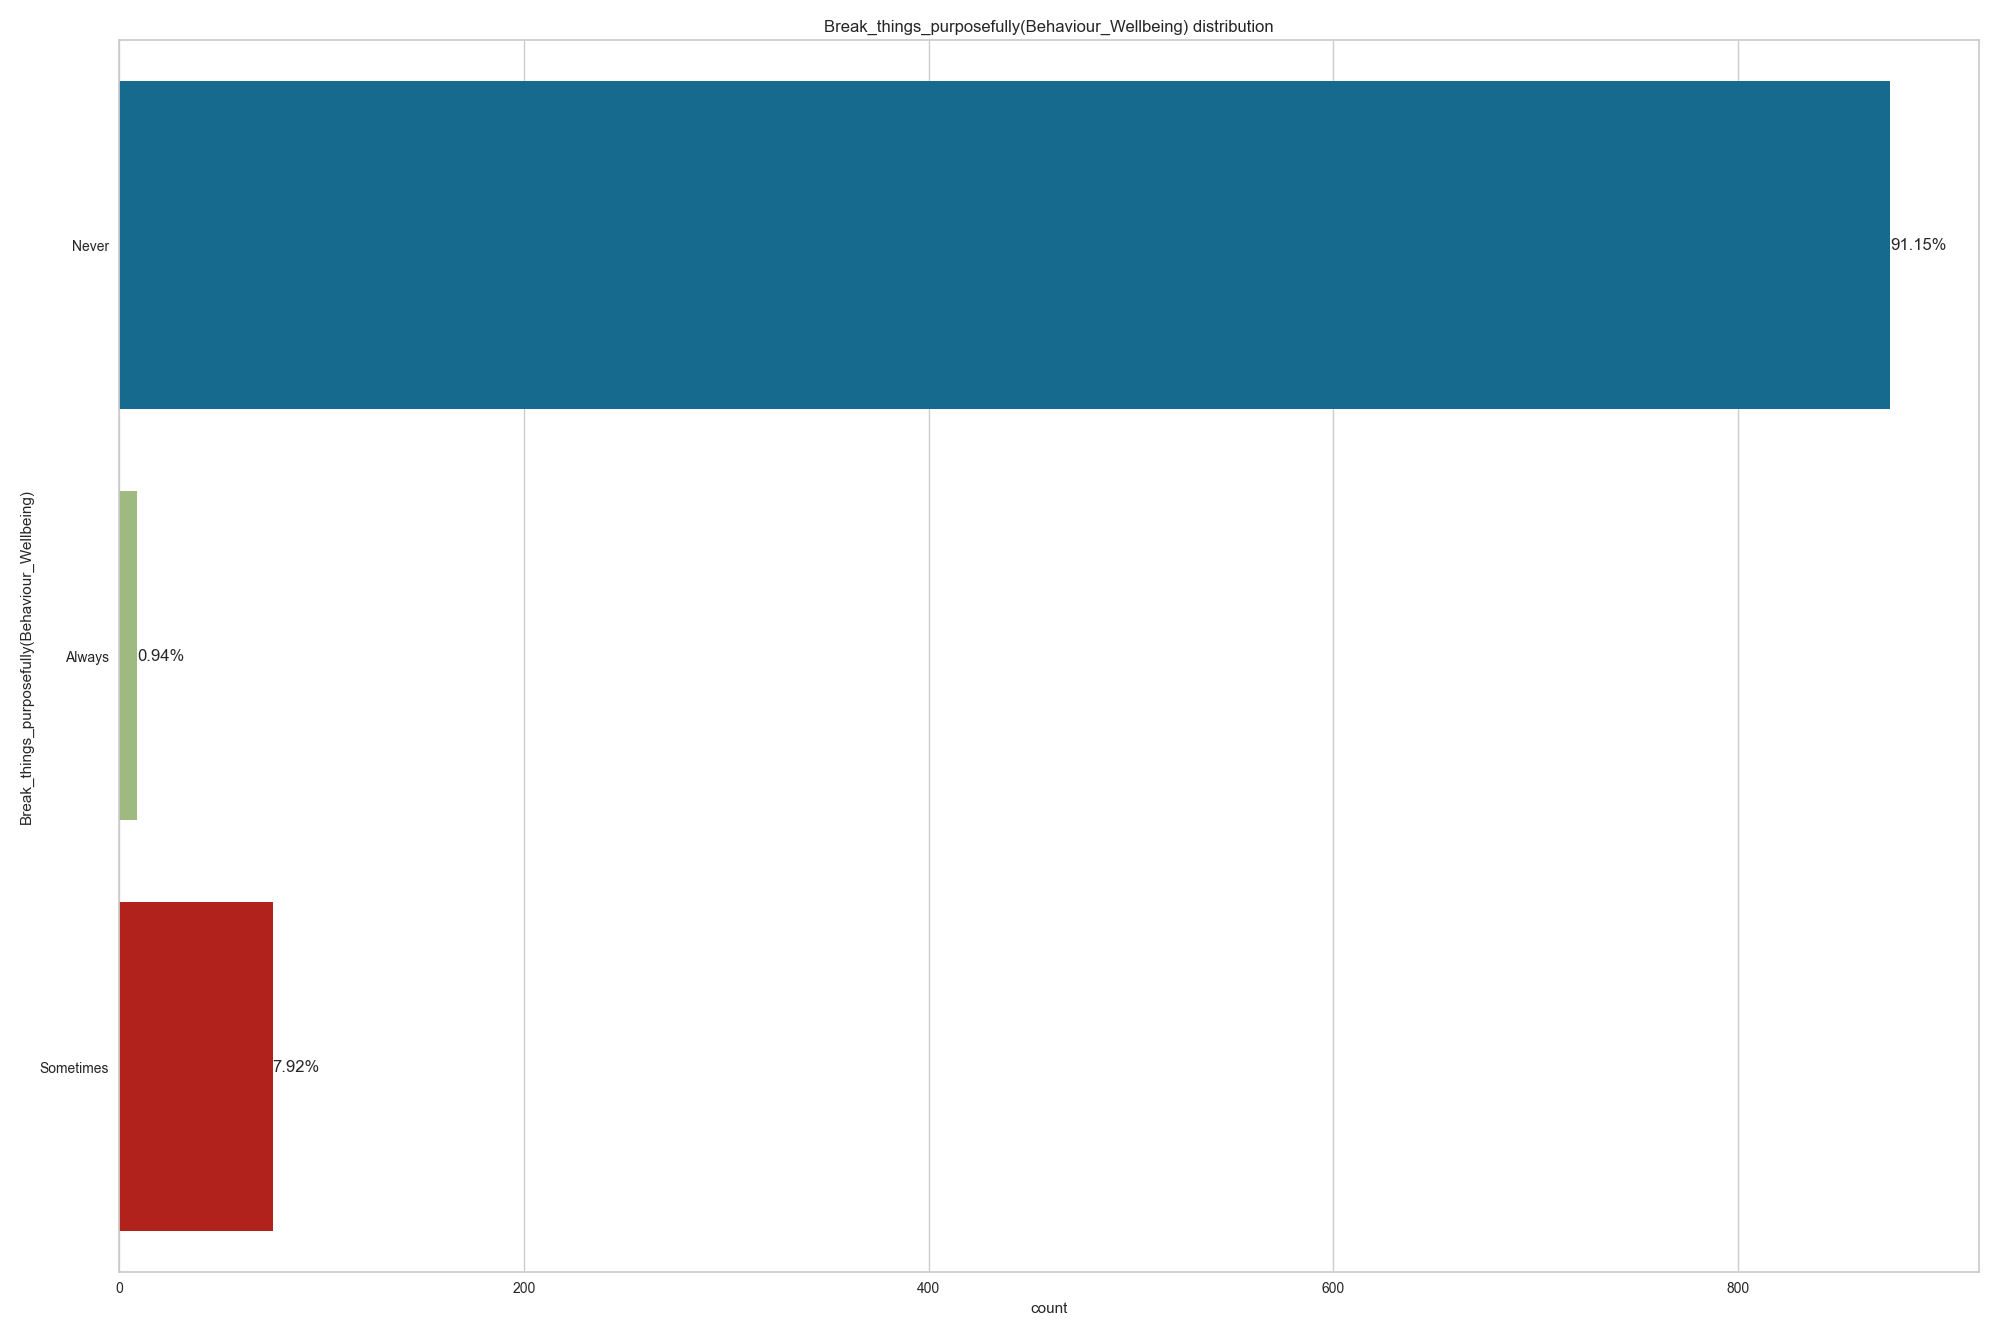 Break_things_purposefully(Behaviour_Wellbeing) distribution
Break_things_purposefully(Behaviour_Wellbeing)
Never
91.15%
Always
0.94%
Sometimes
7.92%
0 200 400 600 800
count